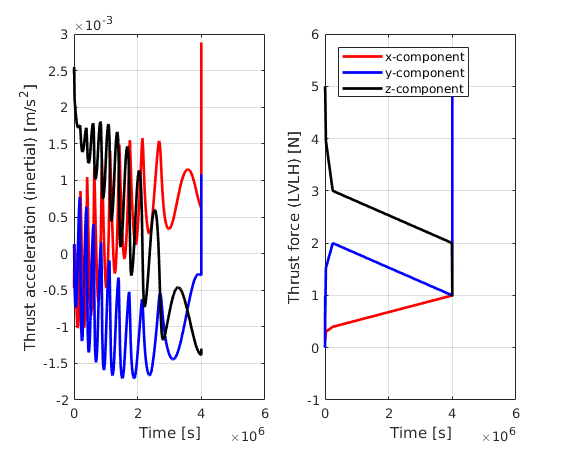 ×10⁻³
3
2.5
2
1.5
1
0.5
0
-0.5
-1
-1.5
-2
Thrust acceleration (inertial) [m/s²]
0 2 4 6
Time [s]
×10⁶
6
5
4
3
2
1
0
-1
Thrust force (LVLH) [N]
x-component
y-component
z-component
0 2 4 6
Time [s]
×10⁶